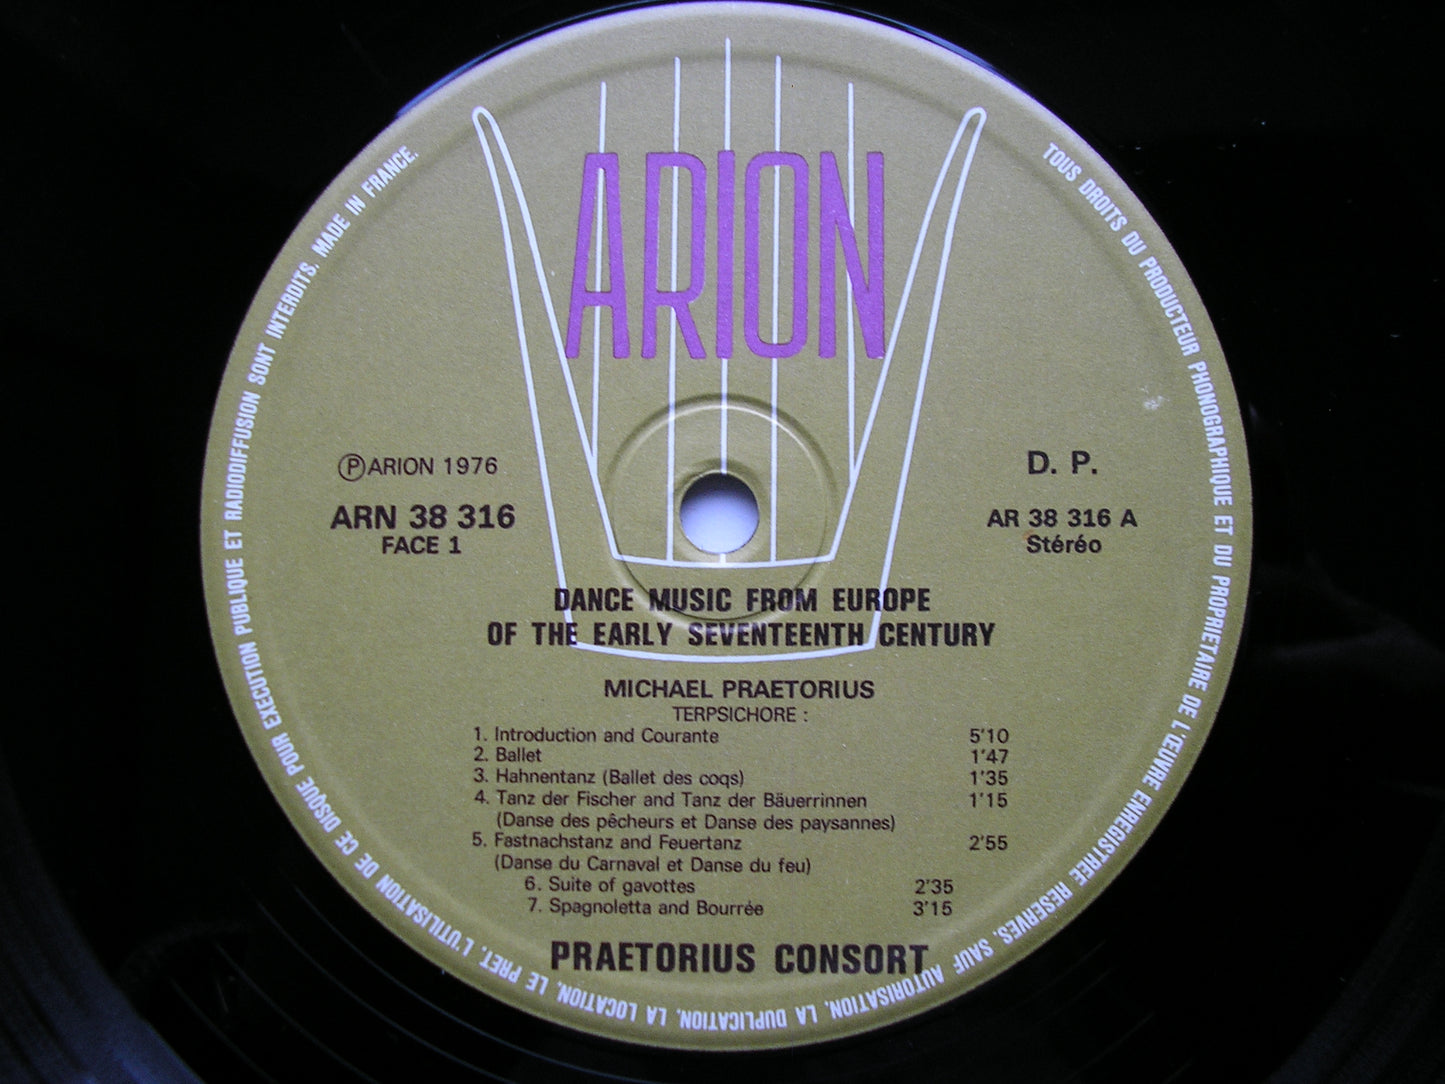 ARION
Ⓟ ARION 1976
ARN 38 316
FACE 1
D. P.
AR 38 316 A
Stéréo
DANCE MUSIC FROM EUROPE
OF THE EARLY SEVENTEENTH CENTURY
MICHAEL PRAETORIUS
TERPSICHORE :
1. Introduction and Courante 5'10
2. Ballet 1'47
3. Hahnentanz (Ballet des coqs) 1'35
4. Tanz der Fischer and Tanz der Bäuerrinnen 1'15
(Danse des pêcheurs et Danse des paysannes)
5. Fastnachstanz and Feuertanz 2'55
(Danse du Carnaval et Danse du feu)
6. Suite of gavottes 2'35
7. Spagnoletta and Bourrée 3'15
PRAETORIUS CONSORT
TOUS DROITS DU PRODUCTEUR PHONOGRAPHIQUE ET DU PROPRIETAIRE DE L'ŒUVRE ENREGISTREE RESERVES. SAUF AUTORISATION, LA DUPLICATION, LA LOCATION, LE PRET, L'UTILISATION DE CE DISQUE POUR EXECUTION PUBLIQUE ET RADIODIFFUSION SONT INTERDITS. MADE IN FRANCE.